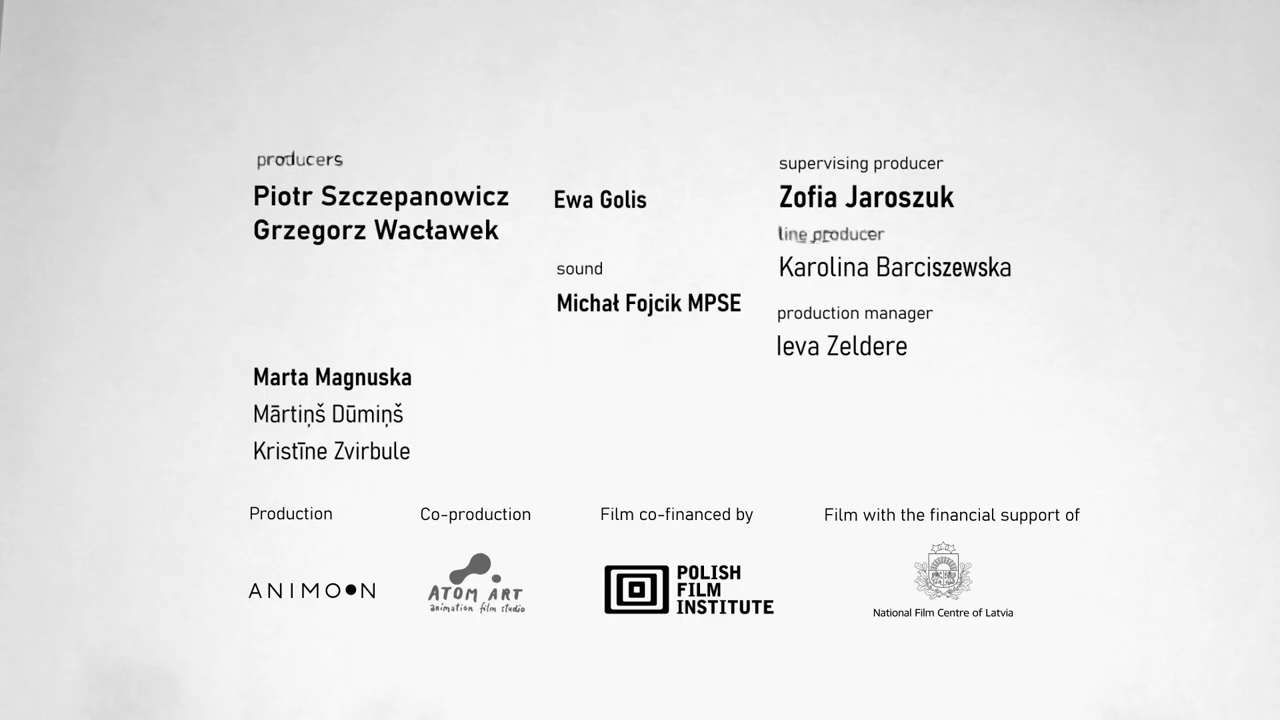 producers
Piotr Szczepanowicz
Grzegorz Wacławek
Ewa Golis
sound
Michał Fojcik MPSE
supervising producer
Zofia Jaroszuk
line producer
Karolina Barciszewska
production manager
Ieva Zeldere
Marta Magnuska
Mārtiņš Dūmiņš
Kristīne Zvirbule
Production
ANIMOON
Co-production
ATOM ART
animation film studio
Film co-financed by
POLISH
FILM
INSTITUTE
Film with the financial support of
National Film Centre of Latvia